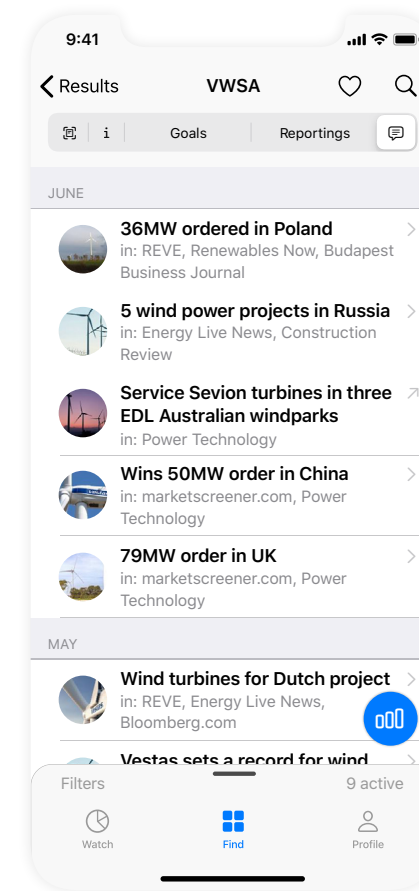 9:41
Results
VWSA
i
Goals
Reportings
JUNE
36MW ordered in Poland
in: REVE, Renewables Now, Budapest
Business Journal
5 wind power projects in Russia
in: Energy Live News, Construction
Review
Service Sevion turbines in three
EDL Australian windparks
in: Power Technology
Wins 50MW order in China
in: marketscreener.com, Power
Technology
79MW order in UK
in: marketscreener.com, Power
Technology
MAY
Wind turbines for Dutch project
in: REVE, Energy Live News,
Bloomberg.com
Vestas sets a record for wind
Filters
9 active
Watch
Find
Profile